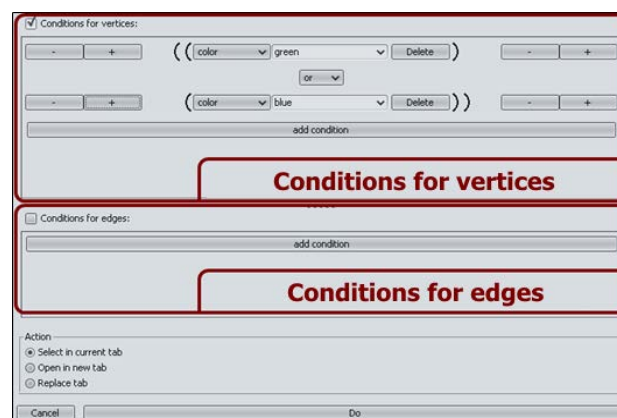 Conditions for vertices:
- + ( ( color green Delete ) - +
or
- + ( color blue Delete ) ) - +
add condition
Conditions for vertices
Conditions for edges:
add condition
Conditions for edges
Action
Select in current tab
Open in new tab
Replace tab
Cancel Do